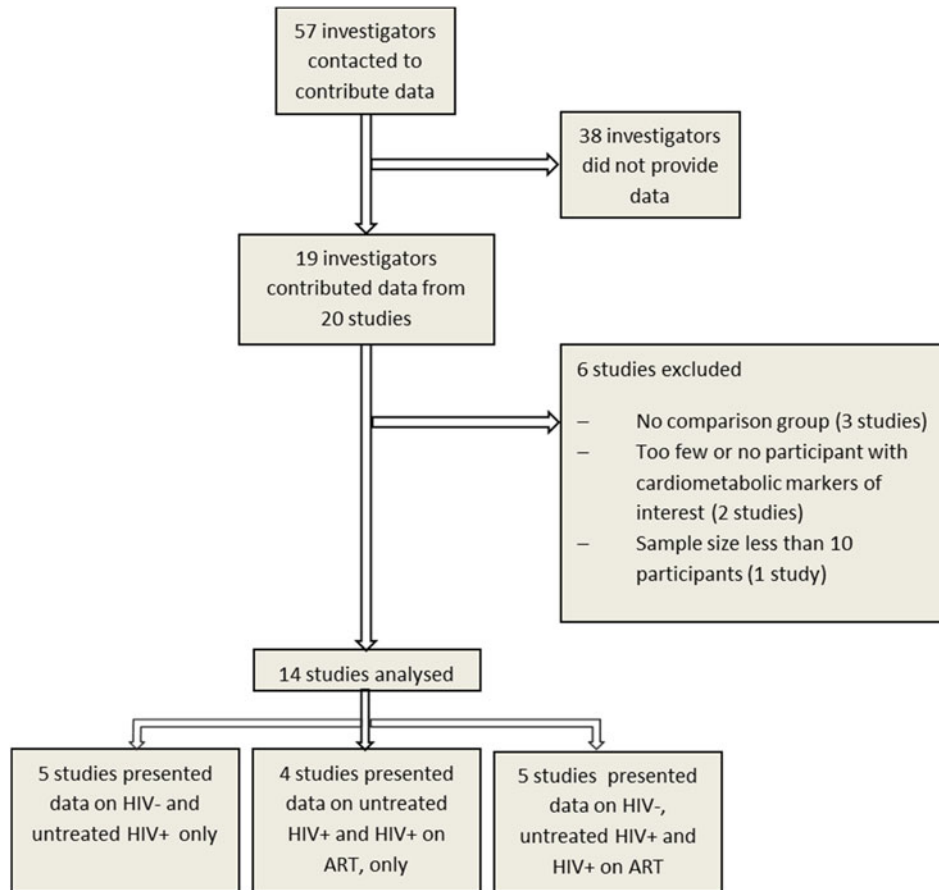 57 investigators
contacted to
contribute data
38 investigators
did not provide
data
19 investigators
contributed data from
20 studies
6 studies excluded
– No comparison group (3 studies)
– Too few or no participant with
cardiometabolic markers of
interest (2 studies)
– Sample size less than 10
participants (1 study)
14 studies analysed
5 studies presented
data on HIV- and
untreated HIV+ only
4 studies presented
data on untreated
HIV+ and HIV+ on
ART, only
5 studies presented
data on HIV-,
untreated HIV+ and
HIV+ on ART